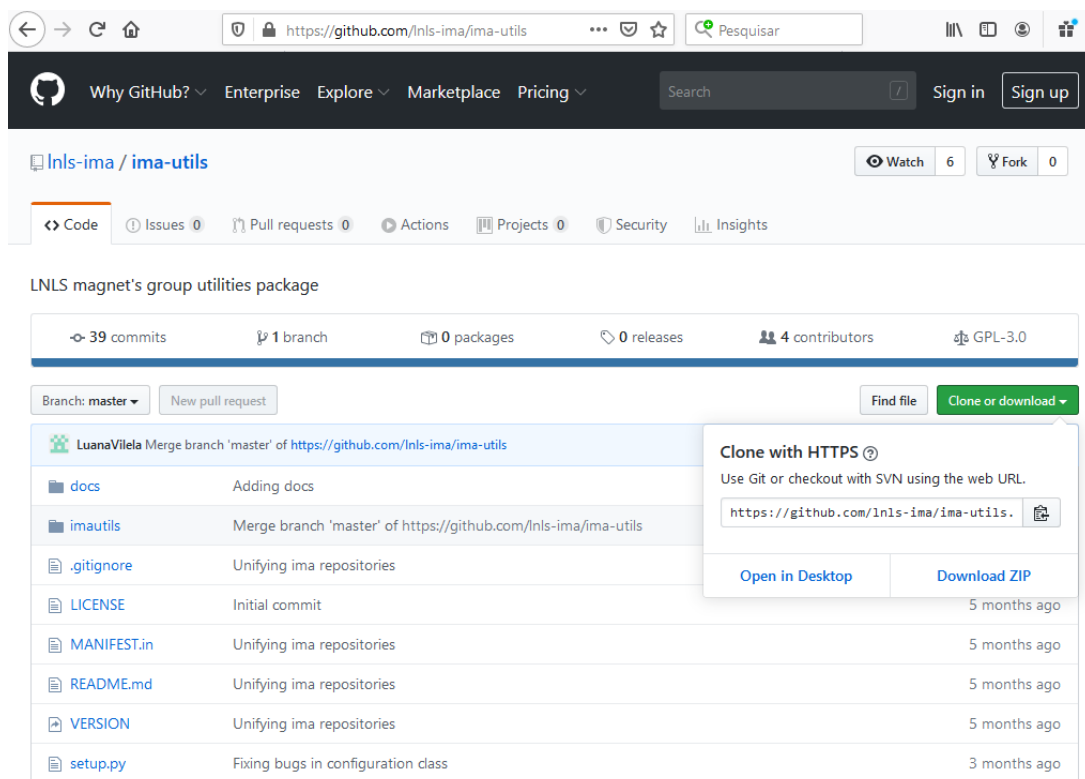 https://github.com/lnls-ima/ima-utils
Pesquisar
Why GitHub? Enterprise Explore Marketplace Pricing Search / Sign in Sign up
lnls-ima / ima-utils
Watch 6 Fork 0
Code Issues 0 Pull requests 0 Actions Projects 0 Security Insights
LNLS magnet's group utilities package
39 commits 1 branch 0 packages 0 releases 4 contributors GPL-3.0
Branch: master New pull request Find file Clone or download
LuanaVilela Merge branch 'master' of https://github.com/lnls-ima/ima-utils
Clone with HTTPS ?
Use Git or checkout with SVN using the web URL.
https://github.com/lnls-ima/ima-utils.
Open in Desktop Download ZIP
docs Adding docs
imautils Merge branch 'master' of https://github.com/lnls-ima/ima-utils
.gitignore Unifying ima repositories
LICENSE Initial commit 5 months ago
MANIFEST.in Unifying ima repositories 5 months ago
README.md Unifying ima repositories 5 months ago
VERSION Unifying ima repositories 5 months ago
setup.py Fixing bugs in configuration class 3 months ago